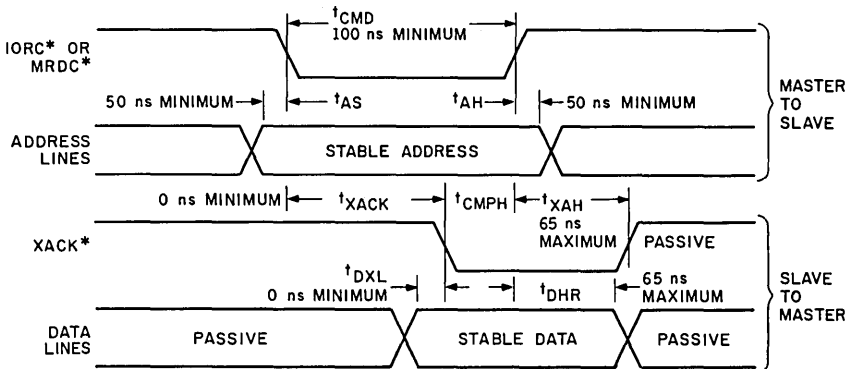 tCMD
100 ns MINIMUM
IORC* OR
MRDC*
50 ns MINIMUM
tAS
tAH
50 ns MINIMUM
MASTER
TO
SLAVE
ADDRESS
LINES
STABLE ADDRESS
0 ns MINIMUM
tXACK
tCMPH
tXAH
65 ns
MAXIMUM
XACK*
PASSIVE
tDXL
0 ns MINIMUM
tDHR
65 ns
MAXIMUM
SLAVE
TO
MASTER
DATA
LINES
PASSIVE
STABLE DATA
PASSIVE